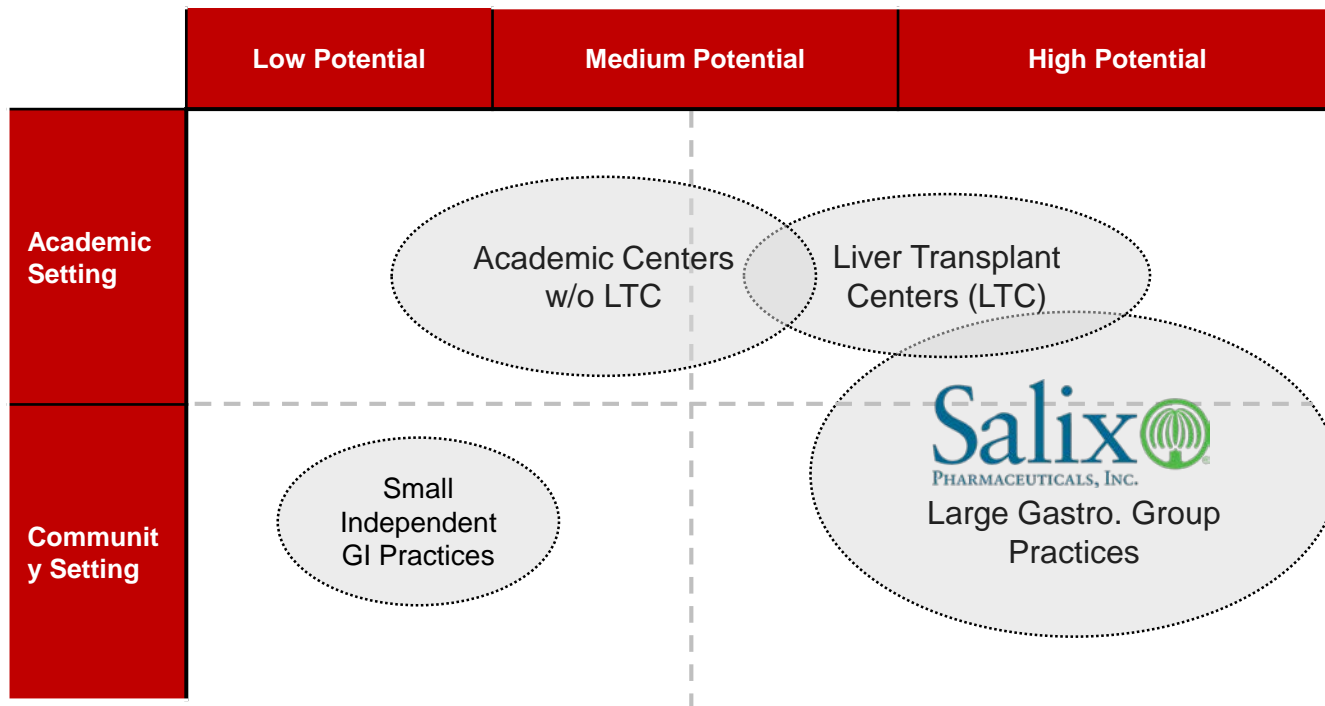 Low Potential
Medium Potential
High Potential
Academic
Setting
Academic Centers
w/o LTC
Liver Transplant
Centers (LTC)
Communit
y Setting
Small
Independent
GI Practices
Salix
PHARMACEUTICALS, INC.
®
Large Gastro. Group
Practices